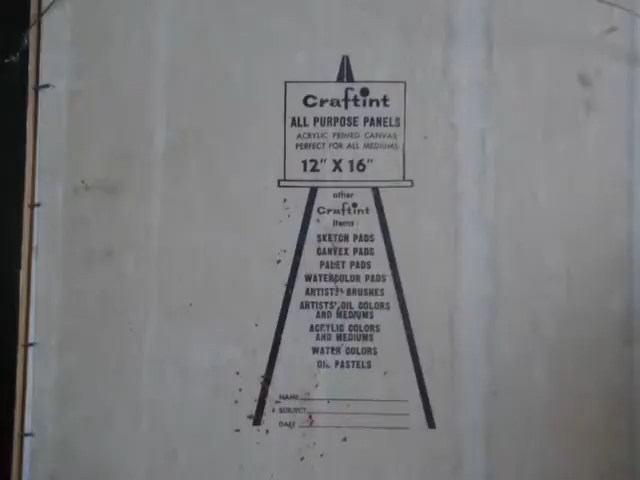 Craftint
ALL PURPOSE PANELS
ACRYLIC PRIMED CANVAS
PERFECT FOR ALL MEDIUMS
12" X 16"
other
Craftint
items
SKETCH PADS
CANVEX PADS
PALET PADS
WATERCOLOR PADS
ARTISTS' BRUSHES
ARTISTS' OIL COLORS
AND MEDIUMS
ACRYLIC COLORS
AND MEDIUMS
WATER COLORS
OIL PASTELS
NAME
SUBJECT
DATE